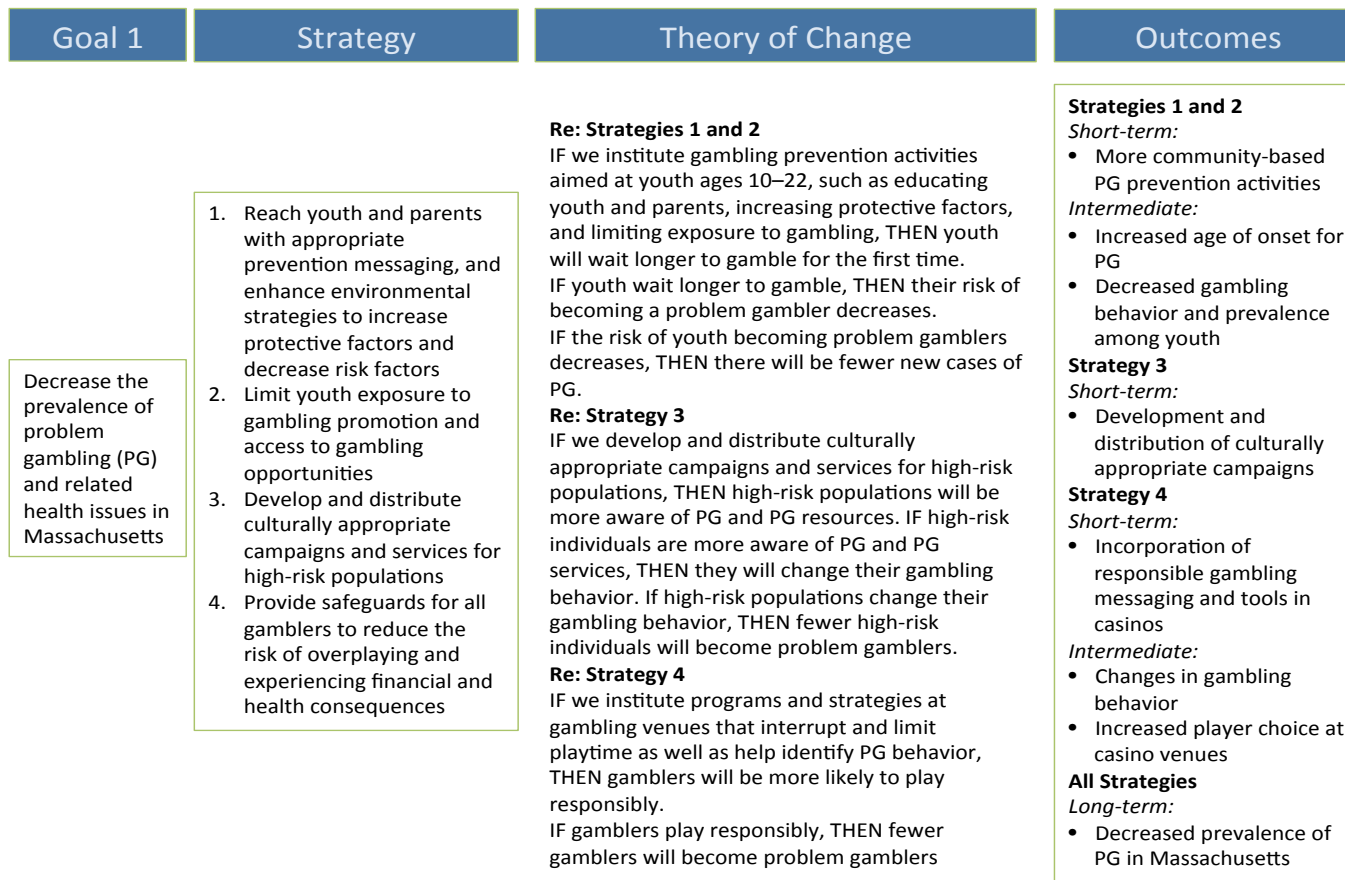 Goal 1
Strategy
Theory of Change
Outcomes
Decrease the
prevalence of
problem
gambling (PG)
and related
health issues in
Massachusetts
1. Reach youth and parents
with appropriate
prevention messaging, and
enhance environmental
strategies to increase
protective factors and
decrease risk factors
2. Limit youth exposure to
gambling promotion and
access to gambling
opportunities
3. Develop and distribute
culturally appropriate
campaigns and services for
high-risk populations
4. Provide safeguards for all
gamblers to reduce the
risk of overplaying and
experiencing financial and
health consequences
Re: Strategies 1 and 2
IF we institute gambling prevention activities
aimed at youth ages 10–22, such as educating
youth and parents, increasing protective factors,
and limiting exposure to gambling, THEN youth
will wait longer to gamble for the first time.
IF youth wait longer to gamble, THEN their risk of
becoming a problem gambler decreases.
IF the risk of youth becoming problem gamblers
decreases, THEN there will be fewer new cases of
PG.
Re: Strategy 3
IF we develop and distribute culturally
appropriate campaigns and services for high-risk
populations, THEN high-risk populations will be
more aware of PG and PG resources. IF high-risk
individuals are more aware of PG and PG
services, THEN they will change their gambling
behavior. If high-risk populations change their
gambling behavior, THEN fewer high-risk
individuals will become problem gamblers.
Re: Strategy 4
IF we institute programs and strategies at
gambling venues that interrupt and limit
playtime as well as help identify PG behavior,
THEN gamblers will be more likely to play
responsibly.
IF gamblers play responsibly, THEN fewer
gamblers will become problem gamblers
Strategies 1 and 2
Short-term:
• More community-based
PG prevention activities
Intermediate:
• Increased age of onset for
PG
• Decreased gambling
behavior and prevalence
among youth
Strategy 3
Short-term:
• Development and
distribution of culturally
appropriate campaigns
Strategy 4
Short-term:
• Incorporation of
responsible gambling
messaging and tools in
casinos
Intermediate:
• Changes in gambling
behavior
• Increased player choice at
casino venues
All Strategies
Long-term:
• Decreased prevalence of
PG in Massachusetts